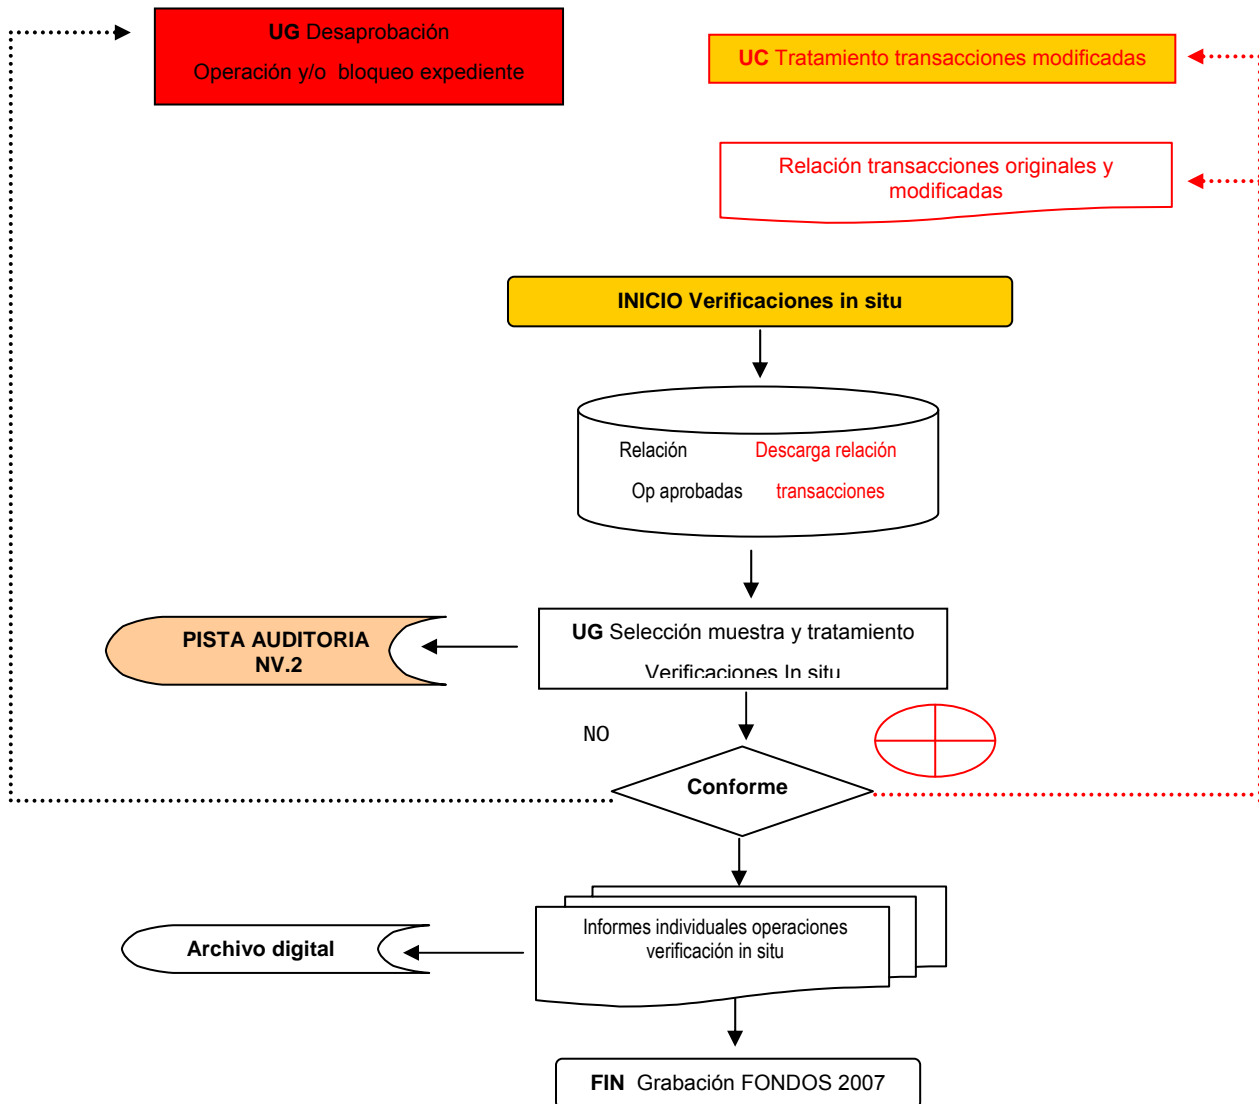 UG Desaprobación
Operación y/o bloqueo expediente
UC Tratamiento transacciones modificadas
Relación transacciones originales y
modificadas
INICIO Verificaciones in situ
Relación Descarga relación
Op aprobadas transacciones
PISTA AUDITORIA
NV.2
UG Selección muestra y tratamiento
Verificaciones In situ
NO
Conforme
Informes individuales operaciones
verificación in situ
Archivo digital
FIN Grabación FONDOS 2007